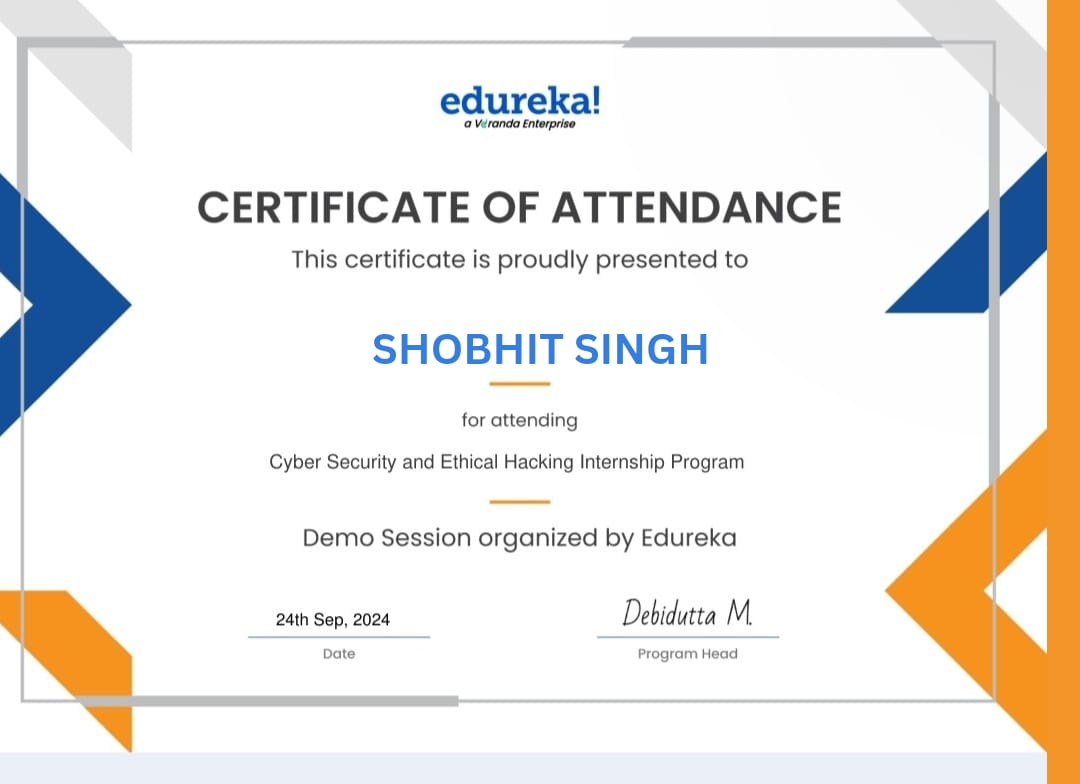 edureka!
a Veranda Enterprise
CERTIFICATE OF ATTENDANCE
This certificate is proudly presented to
SHOBHIT SINGH
for attending
Cyber Security and Ethical Hacking Internship Program
Demo Session organized by Edureka
24th Sep, 2024
Debidutta M.
Date
Program Head